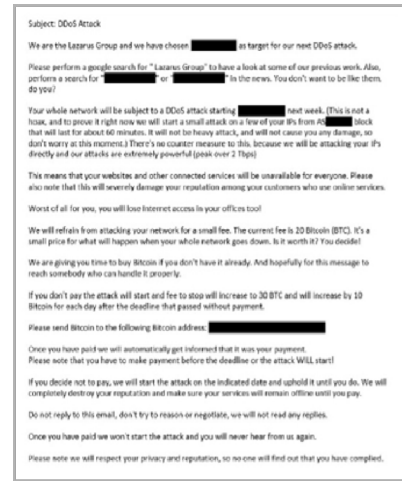 Subject: DDoS Attack
We are the Lazarus Group and we have chosen as target for our next DDoS attack.
Please perform a google search for "Lazarus Group" to have a look at some of our previous work. Also,
perform a search for " " or " " in the news. You don't want to be like them,
do you?
Your whole network will be subject to a DDoS attack starting next week. (This is not a
hoax, and to prove it right now we will start a small attack on a few of your IPs from AS block
that will last for about 60 minutes. It will not be heavy attack, and will not cause you any damage, so
don't worry at this moment.) There's no counter measure to this, because we will be attacking your IPs
directly and our attacks are extremely powerful (peak over 2 Tbps)
This means that your websites and other connected services will be unavailable for everyone. Please
also note that this will severely damage your reputation among your customers who use online services.
Worst of all for you, you will lose Internet access in your offices too!
We will refrain from attacking your network for a small fee. The current fee is 20 Bitcoin (BTC). It's a
small price for what will happen when your whole network goes down. Is it worth it? You decide!
We are giving you time to buy Bitcoin if you don't have it already. And hopefully for this message to
reach somebody who can handle it properly.
If you don't pay the attack will start and fee to stop will increase to 30 BTC and will increase by 10
Bitcoin for each day after the deadline that passed without payment.
Please send Bitcoin to the following Bitcoin address:
Once you have paid we will automatically get informed that it was your payment.
Please note that you have to make payment before the deadline or the attack WILL start!
If you decide not to pay, we will start the attack on the indicated date and uphold it until you do. We will
completely destroy your reputation and make sure your services will remain offline until you pay.
Do not reply to this email, don't try to reason or negotiate, we will not read any replies.
Once you have paid we won't start the attack and you will never hear from us again.
Please note we will respect your privacy and reputation, so no one will find out that you have complied.